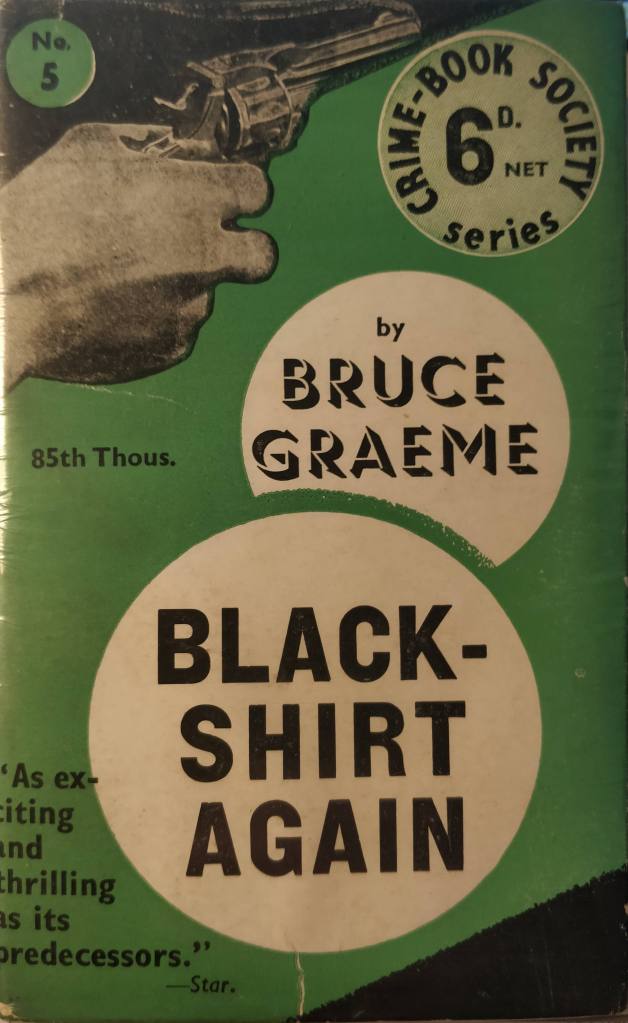 No.
5
CRIME-BOOK SOCIETY
6D.
NET
series
by
BRUCE
GRAEME
85th Thous.
BLACK-
SHIRT
AGAIN
‘As ex-
citing
and
thrilling
as its
predecessors.”
—Star.